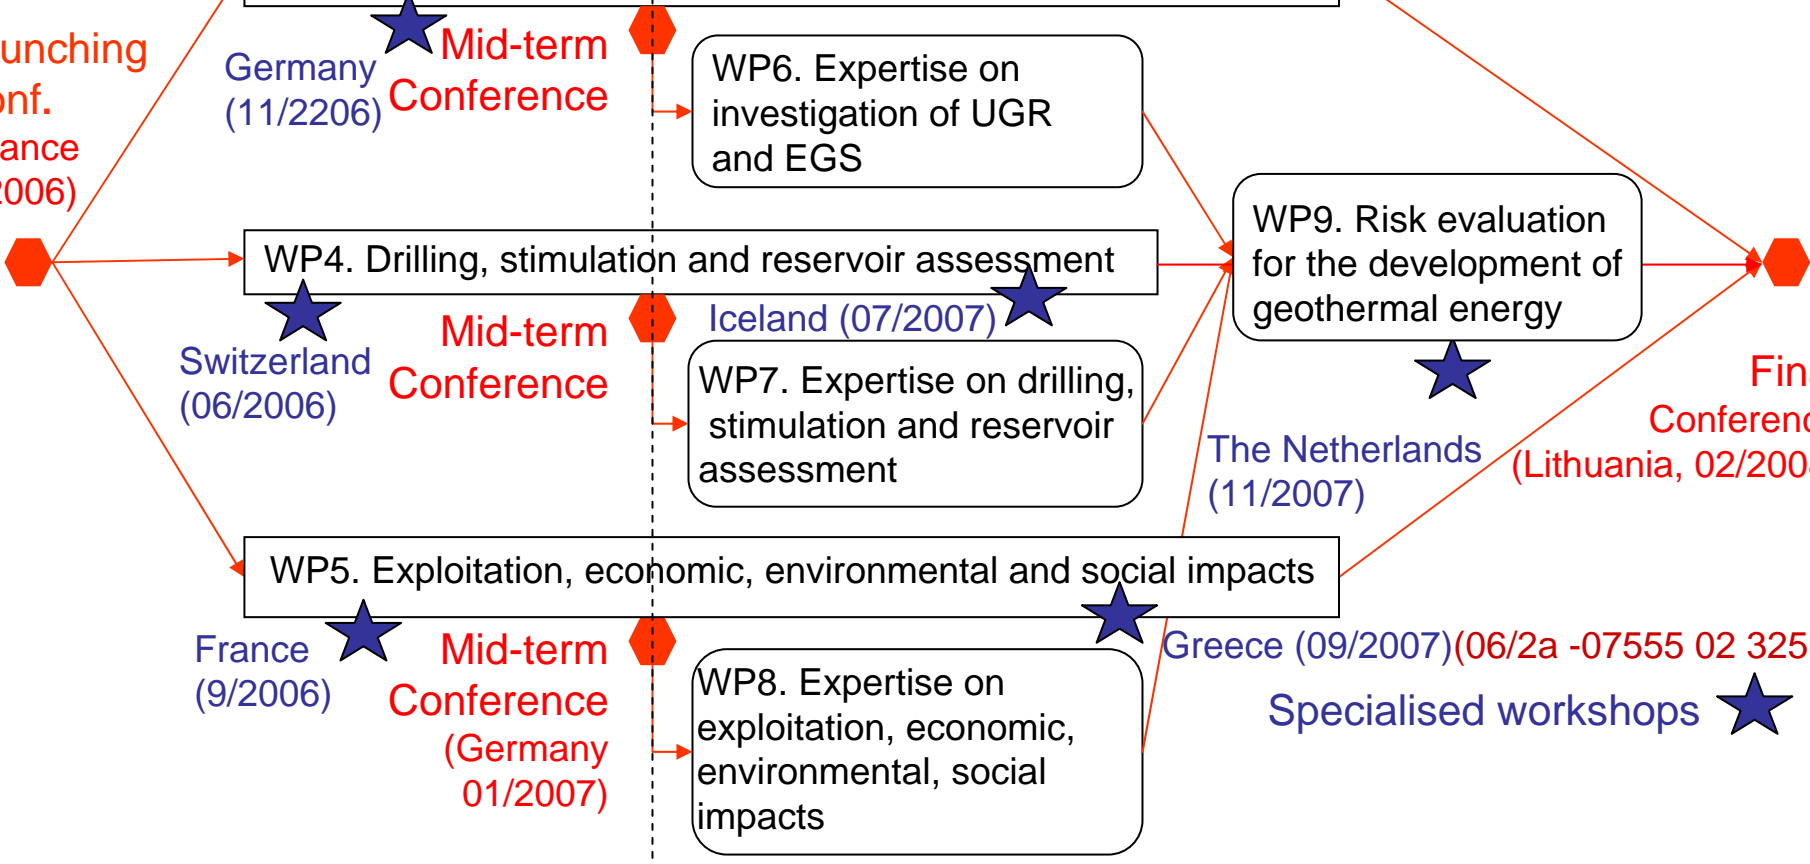 unching
onf.
ance
2006)
Germany
(11/2206)
Mid-term
Conference
WP6. Expertise on
investigation of UGR
and EGS
WP4. Drilling, stimulation and reservoir assessment
WP9. Risk evaluation
for the development of
geothermal energy
Switzerland
(06/2006)
Mid-term
Conference
Iceland (07/2007)
WP7. Expertise on drilling,
stimulation and reservoir
assessment
The Netherlands
(11/2007)
Fin
Conferenc
(Lithuania, 02/200
WP5. Exploitation, economic, environmental and social impacts
France
(9/2006)
Mid-term
Conference
(Germany
01/2007)
WP8. Expertise on
exploitation, economic,
environmental, social
impacts
Greece (09/2007)(06/2a -07555 02 325
Specialised workshops